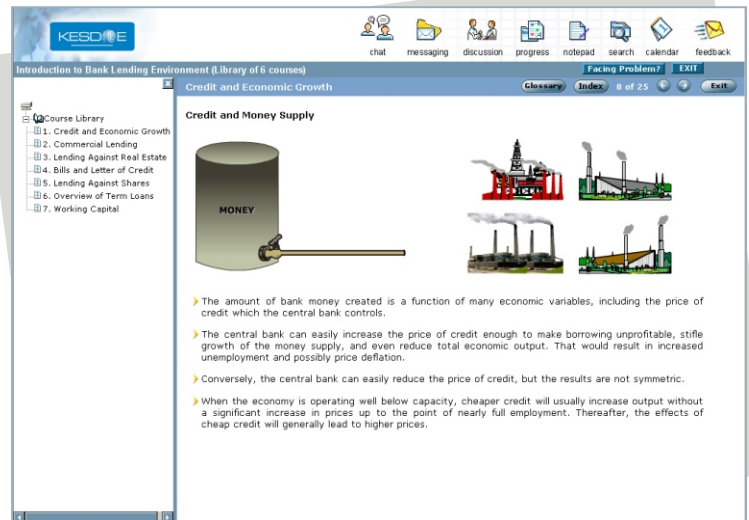 KESDEE
chat messaging discussion progress notepad search calendar feedback
Introduction to Bank Lending Environment (Library of 6 courses) Facing Problem? EXIT
Credit and Economic Growth Glossary Index 8 of 25 Exit
Course Library
1. Credit and Economic Growth
2. Commercial Lending
3. Lending Against Real Estate
4. Bills and Letter of Credit
5. Lending Against Shares
6. Overview of Term Loans
7. Working Capital
Credit and Money Supply
MONEY
The amount of bank money created is a function of many economic variables, including the price of
credit which the central bank controls.
The central bank can easily increase the price of credit enough to make borrowing unprofitable, stifle
growth of the money supply, and even reduce total economic output. That would result in increased
unemployment and possibly price deflation.
Conversely, the central bank can easily reduce the price of credit, but the results are not symmetric.
When the economy is operating well below capacity, cheaper credit will usually increase output without
a significant increase in prices up to the point of nearly full employment. Thereafter, the effects of
cheap credit will generally lead to higher prices.